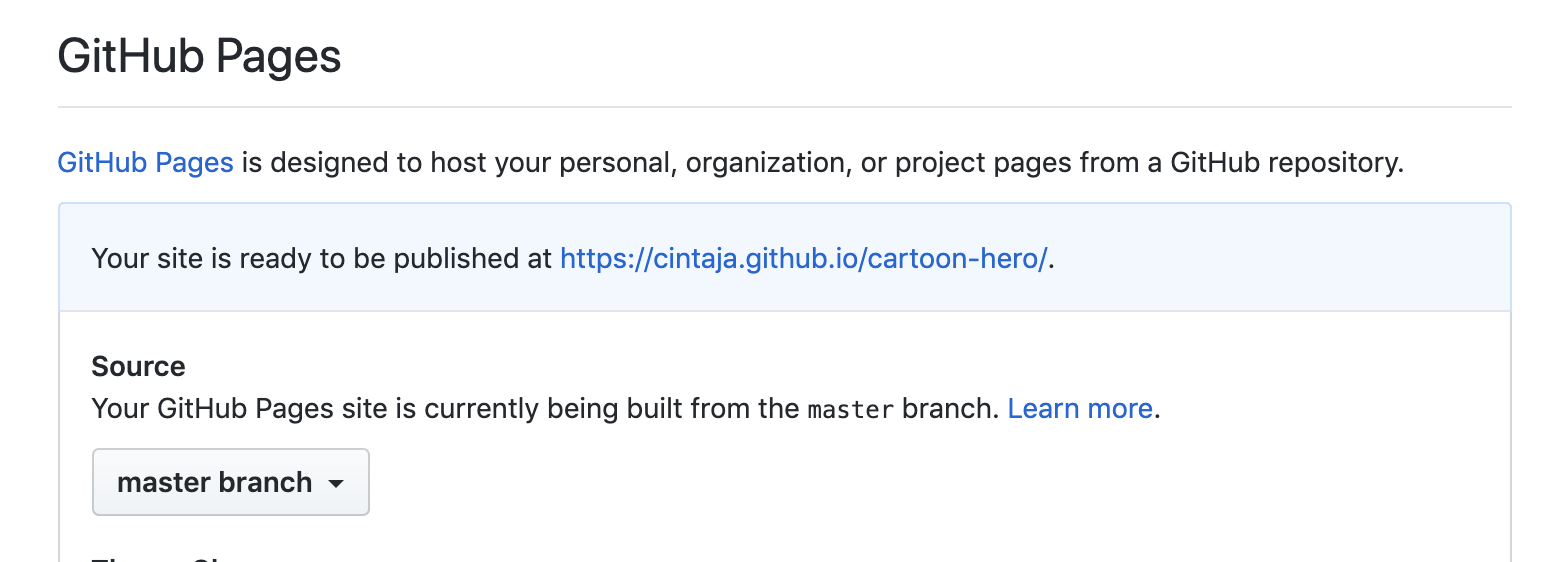 GitHub Pages
GitHub Pages is designed to host your personal, organization, or project pages from a GitHub repository.
Your site is ready to be published at https://cintaja.github.io/cartoon-hero/.
Source
Your GitHub Pages site is currently being built from the master branch. Learn more.
master branch